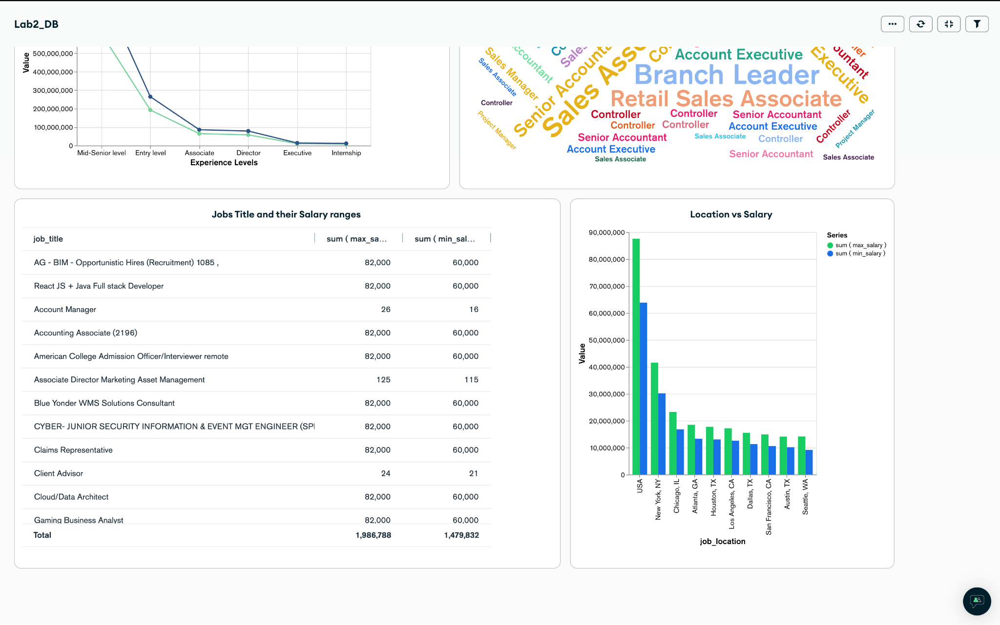 Lab2_DB
Value
500,000,000
400,000,000
300,000,000
200,000,000
100,000,000
0
Mid-Senior level Entry level Associate Director Executive Internship
Experience Levels
Sales Manager
Sales Associate
Controller
Project Manager
Senior Accountant
Account Executive
Branch Leader
Retail Sales Associate
Executive
Controller Controller Senior Accountant
Controller Controller Account Executive
Controller
Project Manager
Senior Accountant Sales Associate Controller
Account Executive
Sales Associate
Senior Accountant Sales Associate
Jobs Title and their Salary ranges
job_title sum ( max_sa... sum ( min_sal...
AG - BIM - Opportunistic Hires (Recruitment) 1085 , 82,000 60,000
React JS + Java Full stack Developer 82,000 60,000
Account Manager 26 16
Accounting Associate (2196) 82,000 60,000
American College Admission Officer/Interviewer remote 82,000 60,000
Associate Director Marketing Asset Management 125 115
Blue Yonder WMS Solutions Consultant 82,000 60,000
CYBER- JUNIOR SECURITY INFORMATION & EVENT MGT ENGINEER (SP 82,000 60,000
Claims Representative 82,000 60,000
Client Advisor 24 21
Cloud/Data Architect 82,000 60,000
Gaming Business Analyst 82,000 60,000
Total 1,986,788 1,479,832
Location vs Salary
Value
90,000,000
80,000,000
70,000,000
60,000,000
50,000,000
40,000,000
30,000,000
20,000,000
10,000,000
0
USA
New York, NY
Chicago, IL
Atlanta, GA
Houston, TX
Los Angeles, CA
Dallas, TX
San Francisco, CA
Austin, TX
Seattle, WA
job_location
Series
sum ( max_salary )
sum ( min_salary )